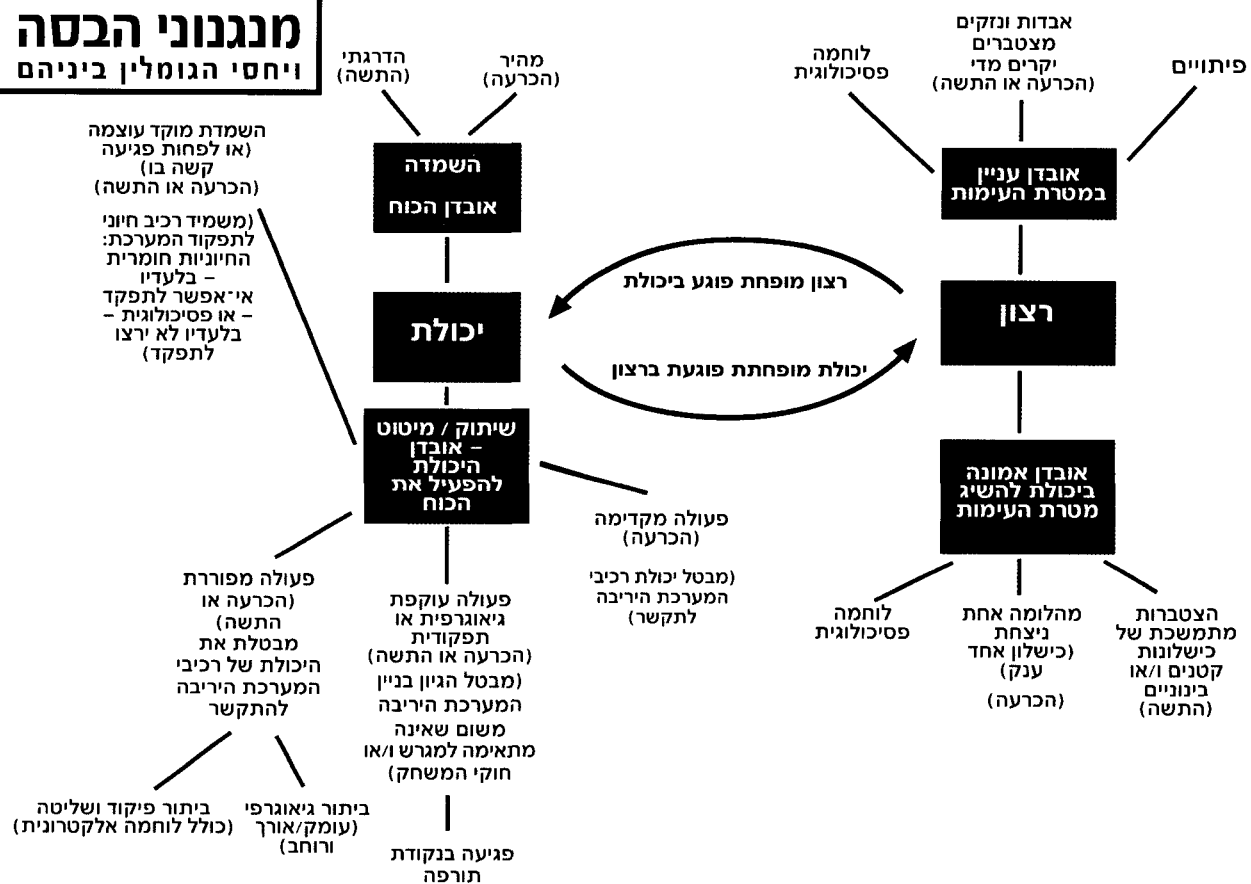 מנגנוני הבסה
ויחסי הגומלין ביניהם
אבדות ונזקים
מצטברים
יקרים מדי
(הכרעה או התשה)
פיתויים
לוחמה
פסיכולוגית
אובדן עניין
במטרת העימות
רצון
אובדן אמונה
ביכולת להשיג
מטרת העימות
הצטברות
מתמשכת של
כישלונות
קטנים ו/או
בינוניים
(התשה)
מהלומה אחת
ניצחת
(כישלון אחד
ענק)
(הכרעה)
לוחמה
פסיכולוגית
רצון מופחת פוגע ביכולת
יכולת מופחתת פוגעת ברצון
מהיר
(הכרעה)
הדרגתי
(התשה)
השמדה
אובדן הכוח
יכולת
שיתוק / מיטוט
– אובדן
היכולת
להפעיל את
הכוח
השמדת מוקד עוצמה
(או לפחות פגיעה
קשה בו)
(הכרעה או התשה)
(משמיד רכיב חיוני
לתפקוד המערכת:
החיוניות חומרית
– בלעדיו
אי־אפשר לתפקד
– או פסיכולוגית –
בלעדיו לא ירצו
לתפקד)
פעולה מקדימה
(הכרעה)
(מבטל יכולת רכיבי
המערכת היריבה
לתקשר)
פעולה עוקפת
גיאוגרפית או
תפקודית
(הכרעה או התשה)
(מבטל הגיון בניין
המערכת היריבה
משום שאינה
מתאימה למגרש ו/או
חוקי המשחק)
פגיעה בנקודת
תורפה
פעולה מפוררת
(הכרעה או
התשה)
מבטלת את
היכולת של רכיבי
המערכת היריבה
להתקשר
ביתור גיאוגרפי
(עומק/אורך
ורוחב)
ביתור פיקוד ושליטה
(כולל לוחמה אלקטרונית)